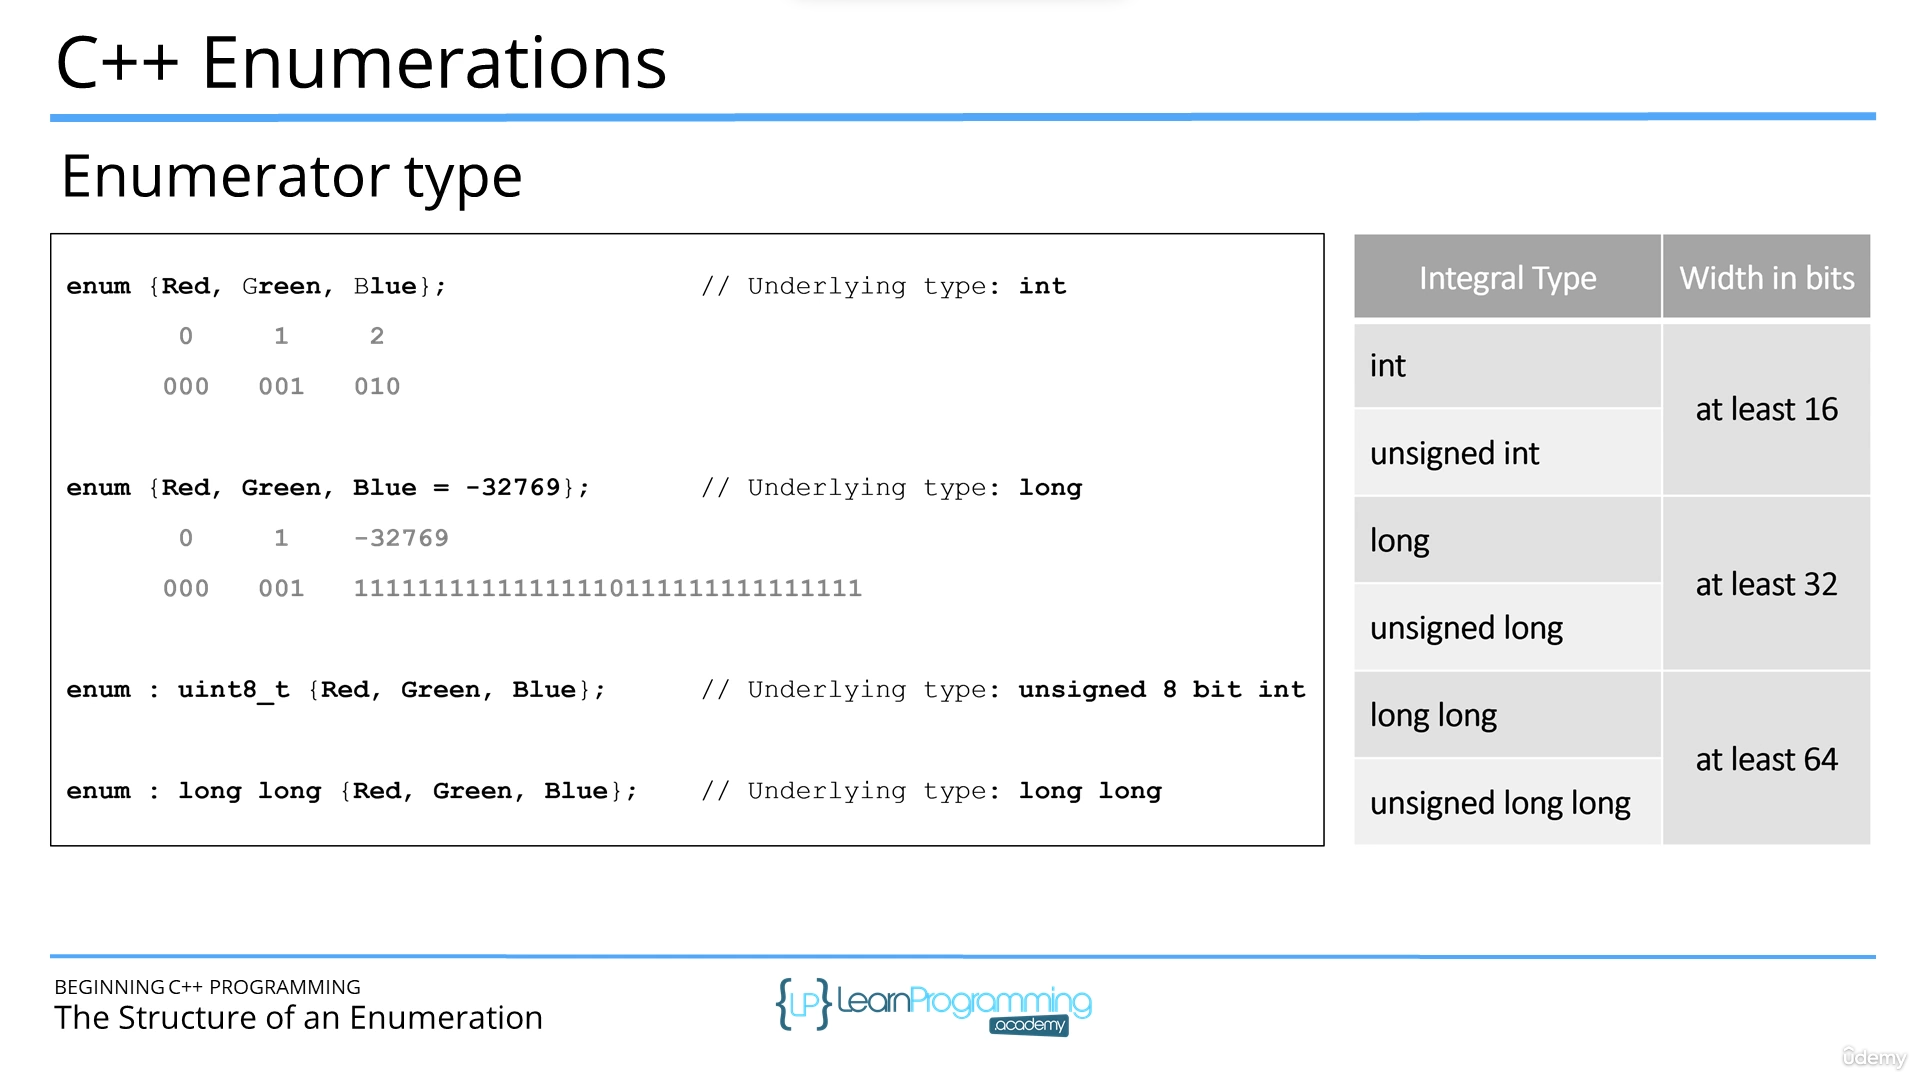 C++ Enumerations
Enumerator type
enum {Red, Green, Blue}; // Underlying type: int
0 1 2
000 001 010
enum {Red, Green, Blue = -32769}; // Underlying type: long
0 1 -32769
000 001 11111111111111110111111111111111
enum : uint8_t {Red, Green, Blue}; // Underlying type: unsigned 8 bit int
enum : long long {Red, Green, Blue}; // Underlying type: long long
Integral Type Width in bits
int
at least 16
unsigned int
long
at least 32
unsigned long
long long
at least 64
unsigned long long
BEGINNING C++ PROGRAMMING
The Structure of an Enumeration
{LP} LearnProgramming
academy
ûdemy